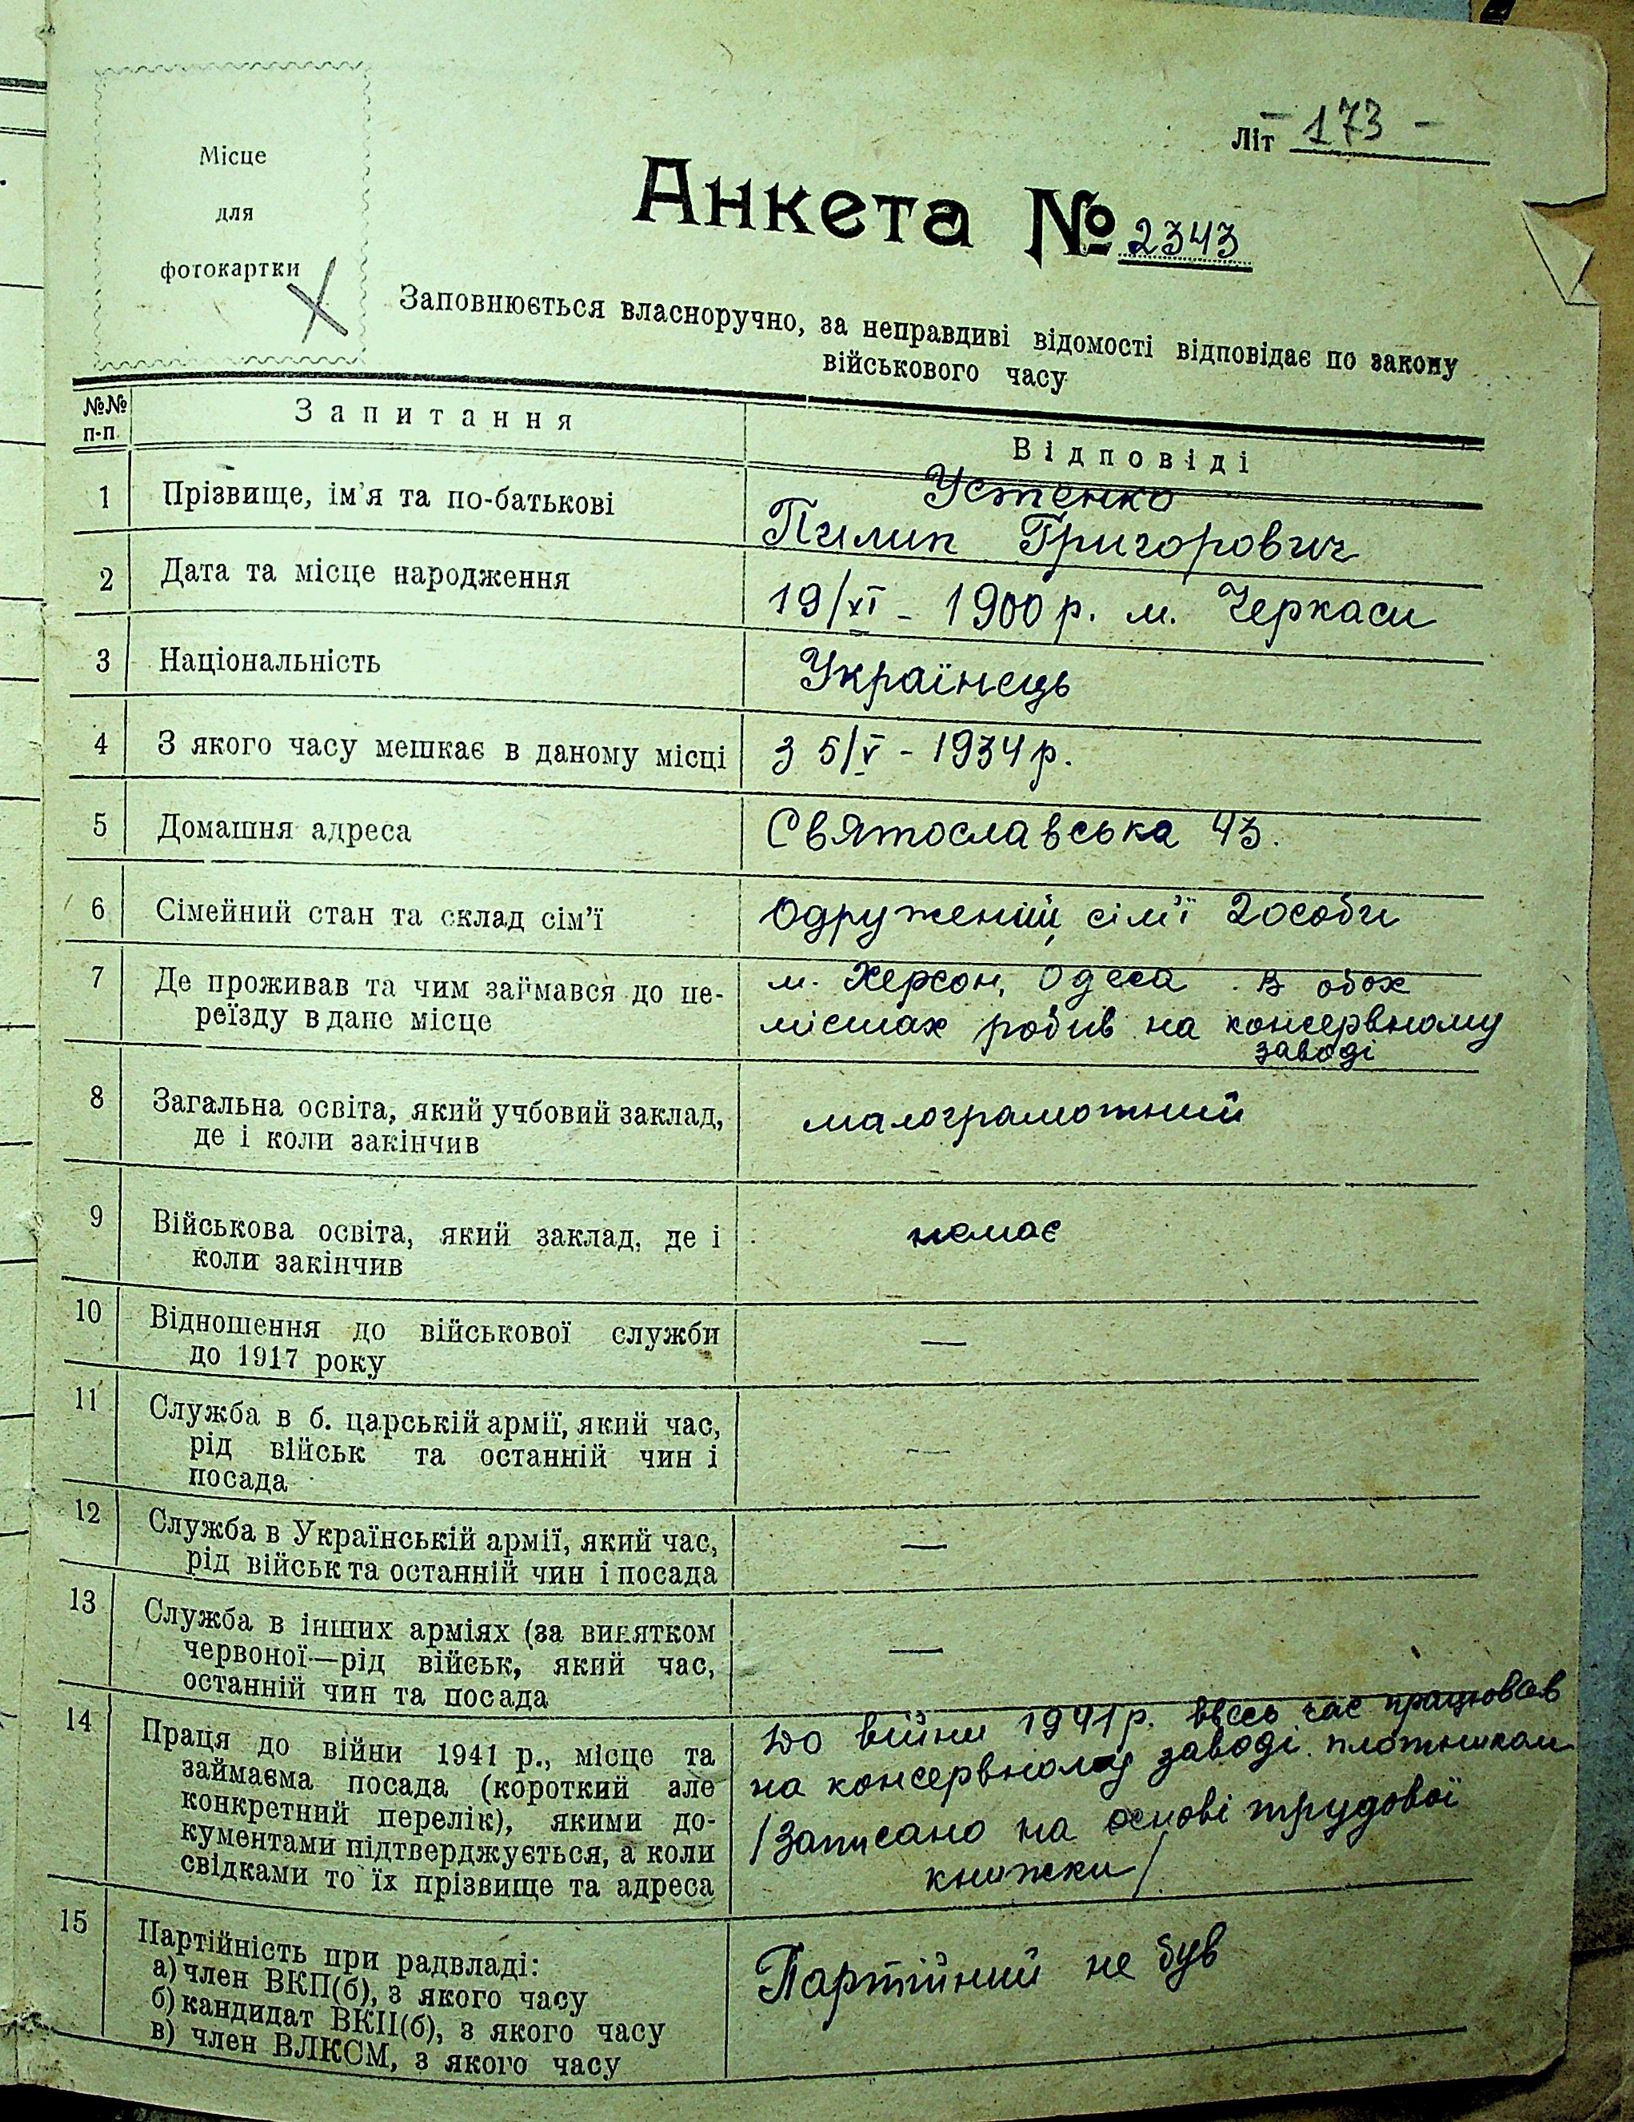 Місце
для
фотокартки
Літ - 173 -
Анкета № 2343
Заповнюється власноручно, за неправдиві відомості відповідає по закону
військового часу
№№
п-п
Запитання
Відповіді
1
Прізвище, ім'я та по-батькові
Устенко
Пилип Григорович
2
Дата та місце народження
19/XI - 1900 р. м. Черкаси
3
Національність
Українець
4
З якого часу мешкає в даному місці
з 5/V - 1934 р.
5
Домашня адреса
Святославська 43.
6
Сімейний стан та склад сім'ї
Одружений, сім'ї 2 особи
7
Де проживав та чим займався до пе-
реїзду в дане місце
м. Херсон, Одеса. В обох
містах робив на консервному
заводі
8
Загальна освіта, який учбовий заклад,
де і коли закінчив
малограмотний
9
Військова освіта, який заклад, де і
коли закінчив
немає
10
Відношення до військової служби
до 1917 року
—
11
Служба в б. царській армії, який час,
рід військ та останній чин і
посада
—
12
Служба в Українській армії, який час,
рід військ та останній чин і посада
—
13
Служба в інших арміях (за винятком
червоної—рід військ, який час,
останній чин та посада
—
14
Праця до війни 1941 р., місце та
займаєма посада (короткий але
конкретний перелік), якими до-
кументами підтверджується, а коли
свідками то їх прізвище та адреса
До війни 1941 р. ввесь час працював
на консервному заводі плотником
/Записано на основі трудової
книжки/
15
Партійність при радвладі:
а) член ВКП(б), з якого часу
б) кандидат ВКП(б), з якого часу
в) член ВЛКСМ, з якого часу
Партійний не був